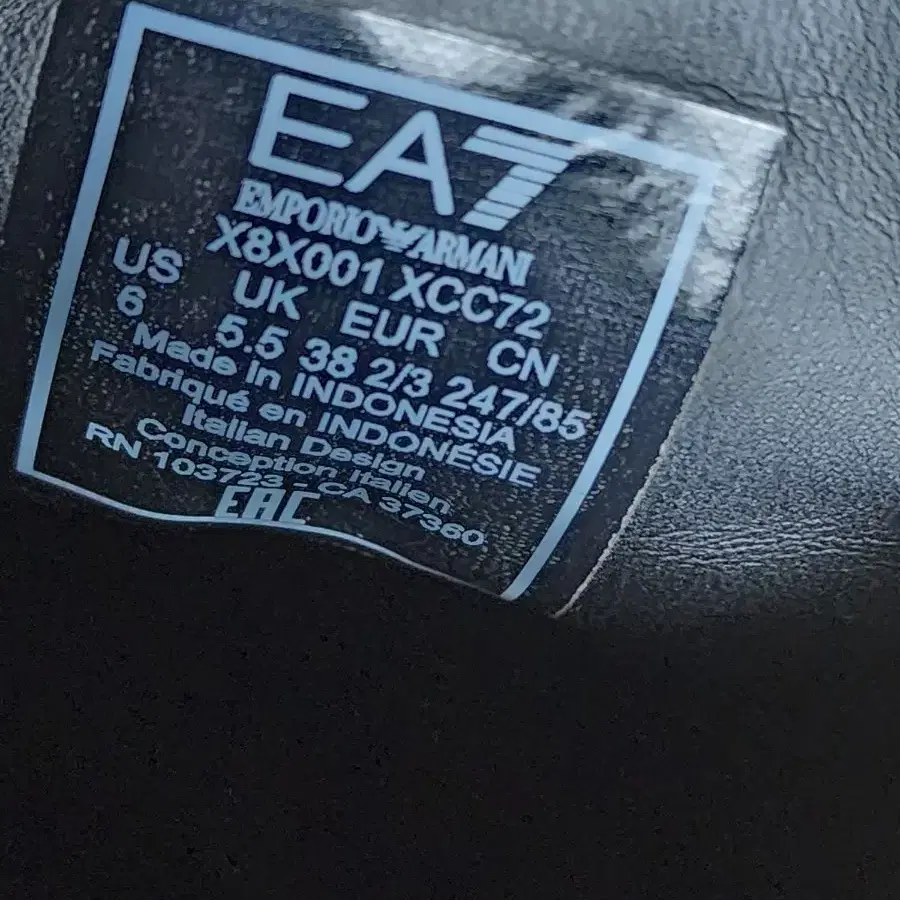 EA7
EMPORIO ARMANI
X8X001 XCC72
US UK EUR CN
6 5.5 38 2/3 247/85
Made in INDONESIA
Fabriqué en INDONÉSIE
Italian Design
Conception Italien
RN 103723 - CA 37360
EAC